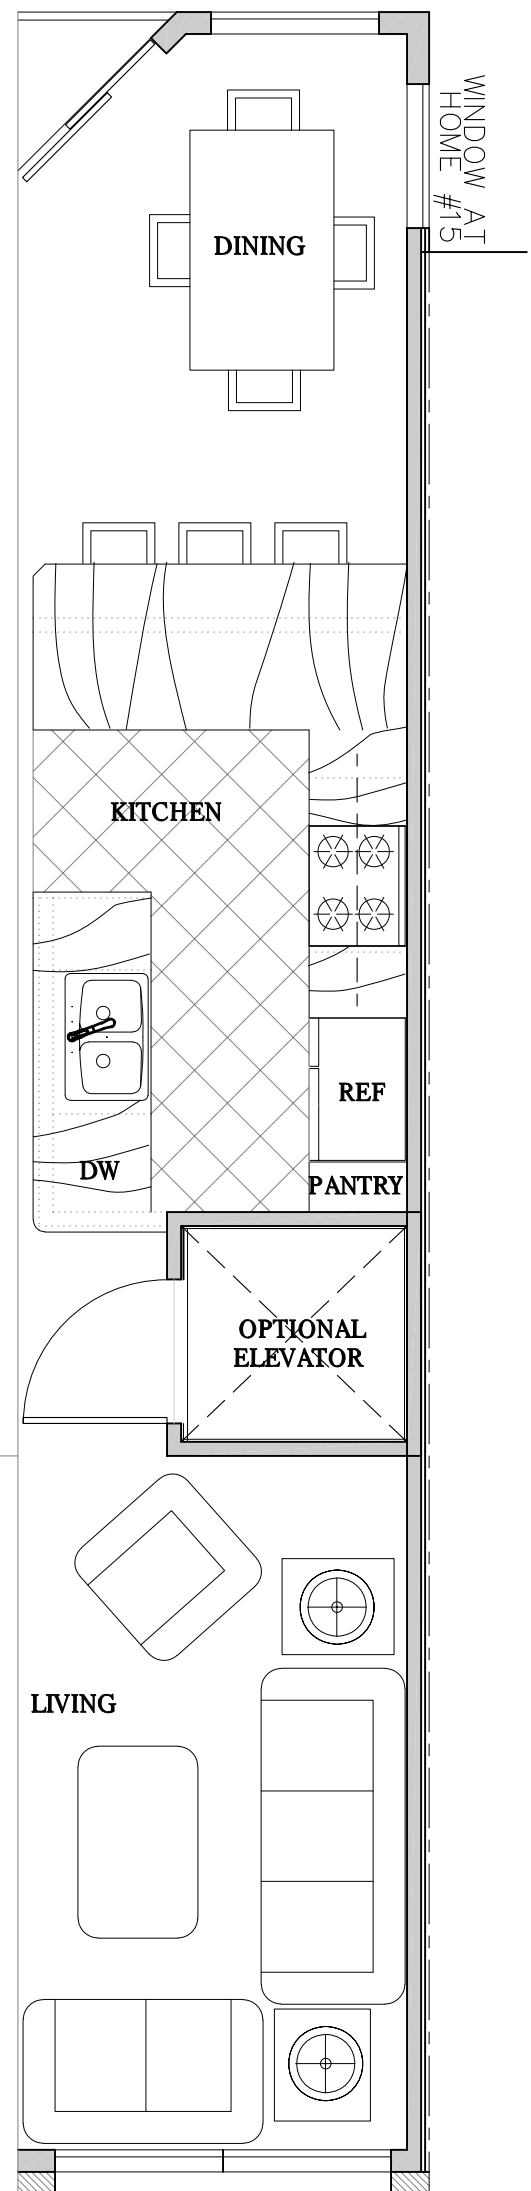 WINDOW AT
HOME #15
DINING
KITCHEN
REF
DW
PANTRY
OPTIONAL
ELEVATOR
LIVING